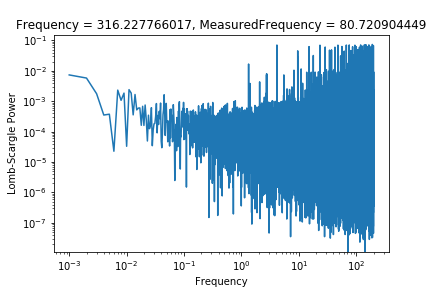 Frequency = 316.227766017, MeasuredFrequency = 80.720904449
10⁻¹
10⁻²
10⁻³
10⁻⁴
10⁻⁵
10⁻⁶
10⁻⁷
Lomb-Scargle Power
10⁻³ 10⁻² 10⁻¹ 10⁰ 10¹ 10²
Frequency